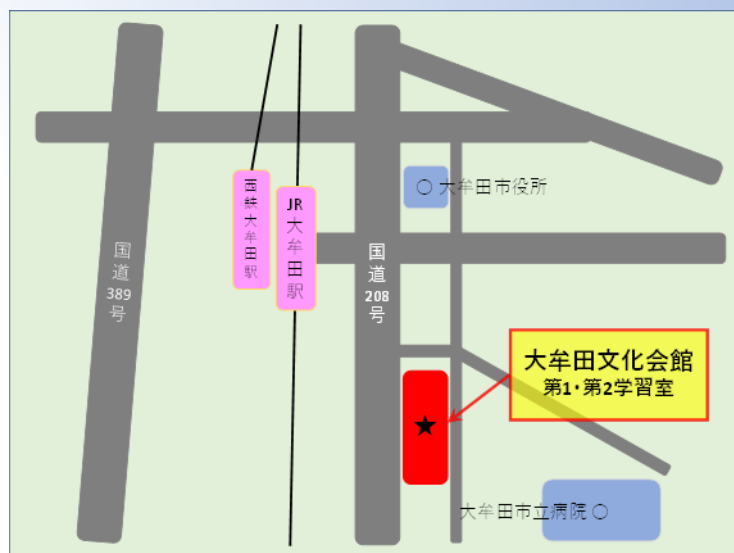 ○ 大牟田市役所
西鉄大牟田駅
JR大牟田駅
国道389号
国道208号
大牟田文化会館
第1・第2学習室
★
大牟田市立病院 ○